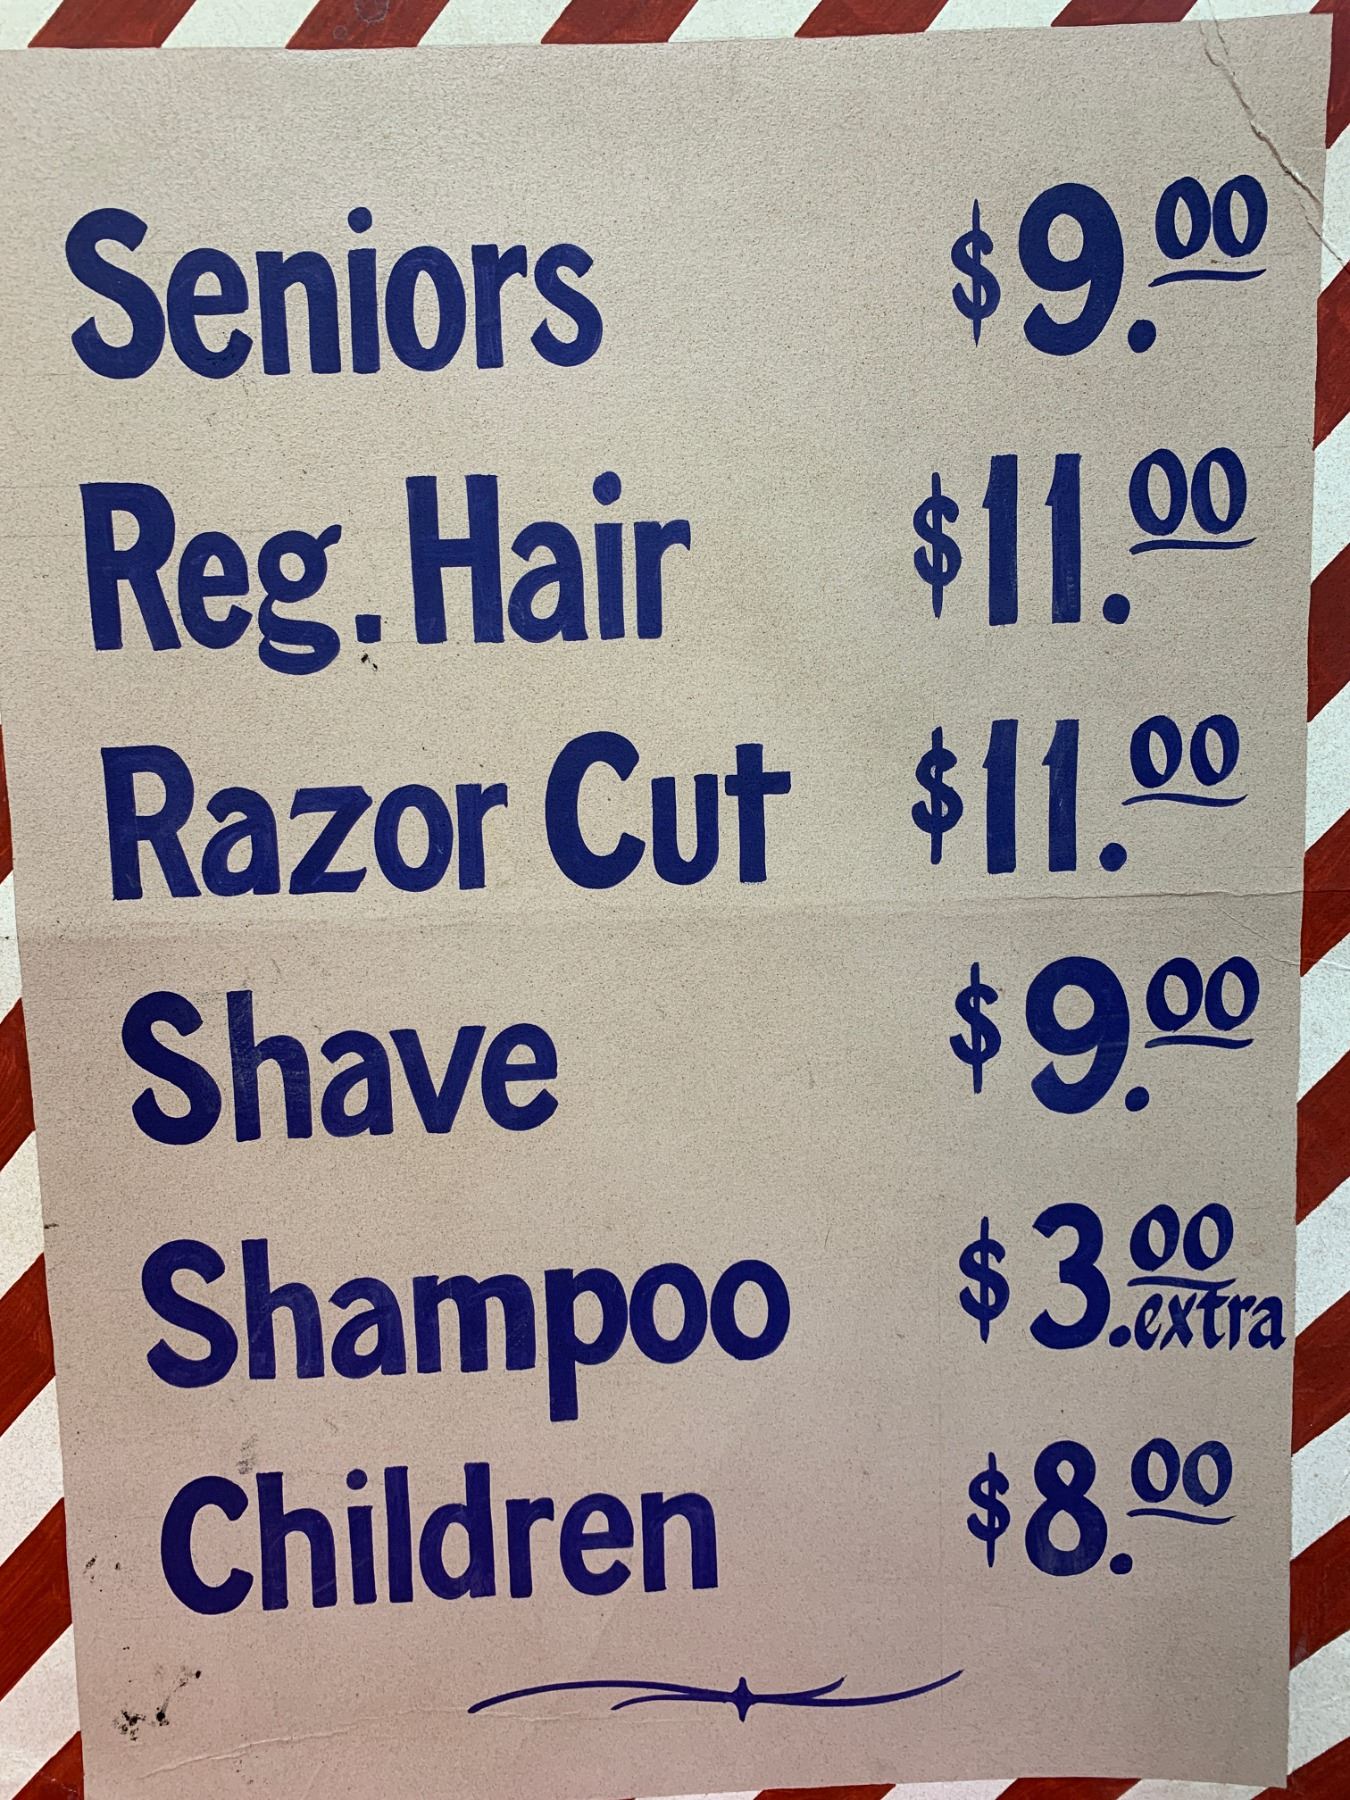 Seniors $9.00
Reg. Hair $11.00
Razor Cut $11.00
Shave $9.00
Shampoo $3.00 extra
Children $8.00